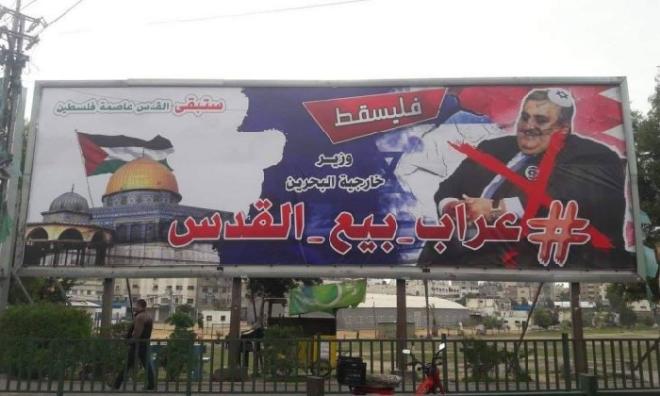 ستبقى القدس عاصمة فلسطين
فليسقط
وزير
خارجية البحرين
#عراب_بيع_القدس